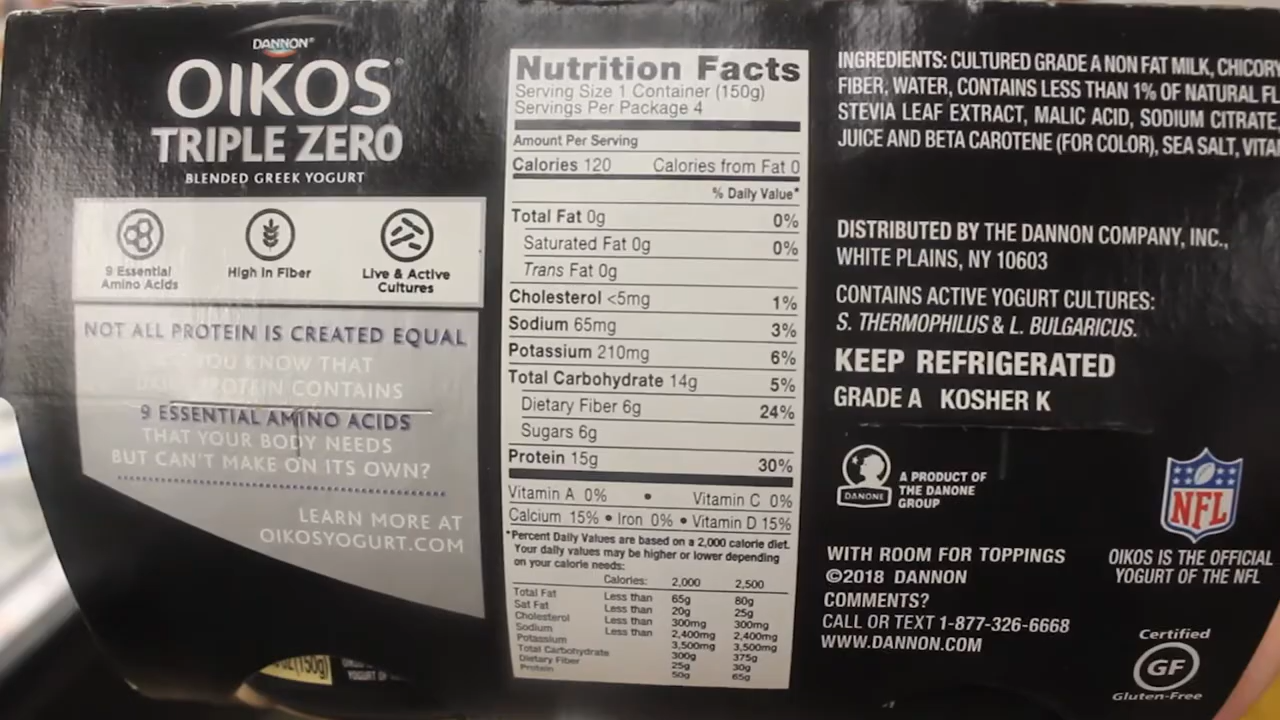 DANNON®
OIKOS®
TRIPLE ZERO
BLENDED GREEK YOGURT
9 Essential
Amino Acids
High In Fiber
Live & Active
Cultures
NOT ALL PROTEIN IS CREATED EQUAL
YOU KNOW THAT
CONTAINS
9 ESSENTIAL AMINO ACIDS
THAT YOUR BODY NEEDS
BUT CAN'T MAKE ON ITS OWN?
LEARN MORE AT
OIKOSYOGURT.COM
(150g)
Nutrition Facts
Serving Size 1 Container (150g)
Servings Per Package 4
Amount Per Serving
Calories 120 Calories from Fat 0
% Daily Value*
Total Fat 0g 0%
Saturated Fat 0g 0%
Trans Fat 0g
Cholesterol <5mg 1%
Sodium 65mg 3%
Potassium 210mg 6%
Total Carbohydrate 14g 5%
Dietary Fiber 6g 24%
Sugars 6g
Protein 15g 30%
Vitamin A 0% • Vitamin C 0%
Calcium 15% • Iron 0% • Vitamin D 15%
*Percent Daily Values are based on a 2,000 calorie diet.
Your daily values may be higher or lower depending
on your calorie needs:
Calories: 2,000 2,500
Total Fat Less than 65g 80g
Sat Fat Less than 20g 25g
Cholesterol Less than 300mg 300mg
Sodium Less than 2,400mg 2,400mg
Potassium 3,500mg 3,500mg
Total Carbohydrate 300g 375g
Dietary Fiber 25g 30g
Protein 50g 65g
INGREDIENTS: CULTURED GRADE A NON FAT MILK, CHICORY
FIBER, WATER, CONTAINS LESS THAN 1% OF NATURAL FL
STEVIA LEAF EXTRACT, MALIC ACID, SODIUM CITRATE,
JUICE AND BETA CAROTENE (FOR COLOR), SEA SALT, VITA
DISTRIBUTED BY THE DANNON COMPANY, INC.,
WHITE PLAINS, NY 10603
CONTAINS ACTIVE YOGURT CULTURES:
S. THERMOPHILUS & L. BULGARICUS.
KEEP REFRIGERATED
GRADE A KOSHER K
DANONE
A PRODUCT OF
THE DANONE
GROUP
NFL
WITH ROOM FOR TOPPINGS
©2018 DANNON
COMMENTS?
CALL OR TEXT 1-877-326-6668
WWW.DANNON.COM
OIKOS IS THE OFFICIAL
YOGURT OF THE NFL
Certified
GF
Gluten-Free